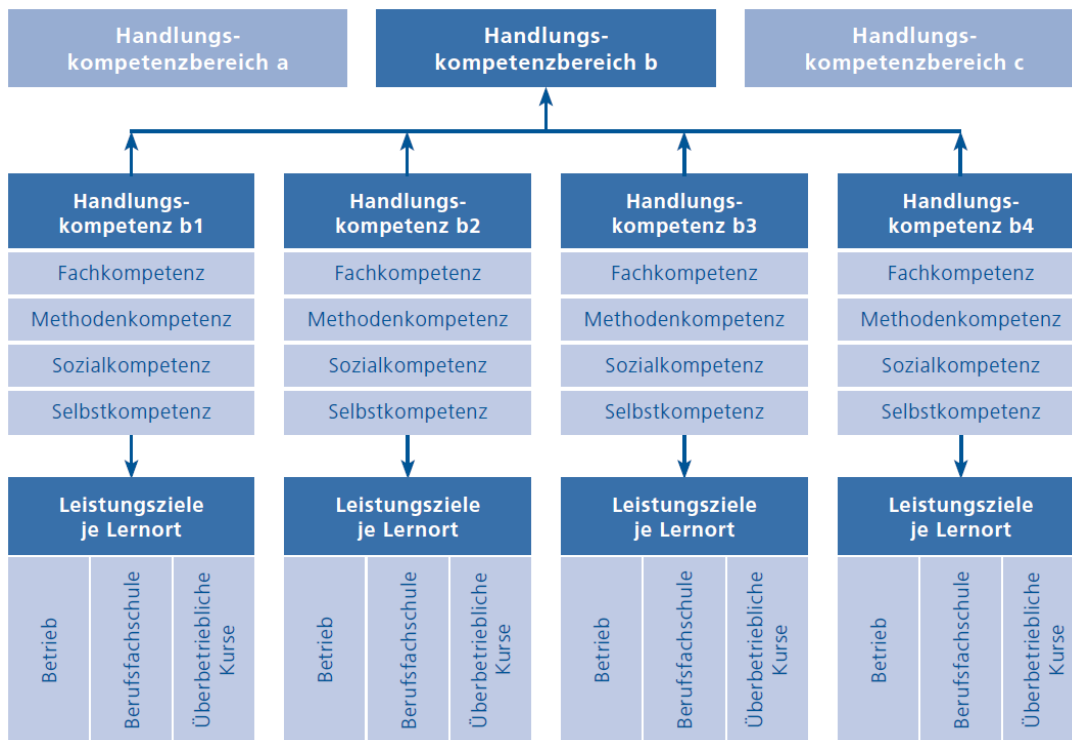 Handlungs-
kompetenzbereich a
Handlungs-
kompetenzbereich b
Handlungs-
kompetenzbereich c
Handlungs-
kompetenz b1
Fachkompetenz
Methodenkompetenz
Sozialkompetenz
Selbstkompetenz
Leistungsziele
je Lernort
Betrieb
Berufsfachschule
Überbetriebliche
Kurse
Handlungs-
kompetenz b2
Fachkompetenz
Methodenkompetenz
Sozialkompetenz
Selbstkompetenz
Leistungsziele
je Lernort
Betrieb
Berufsfachschule
Überbetriebliche
Kurse
Handlungs-
kompetenz b3
Fachkompetenz
Methodenkompetenz
Sozialkompetenz
Selbstkompetenz
Leistungsziele
je Lernort
Betrieb
Berufsfachschule
Überbetriebliche
Kurse
Handlungs-
kompetenz b4
Fachkompetenz
Methodenkompetenz
Sozialkompetenz
Selbstkompetenz
Leistungsziele
je Lernort
Betrieb
Berufsfachschule
Überbetriebliche
Kurse